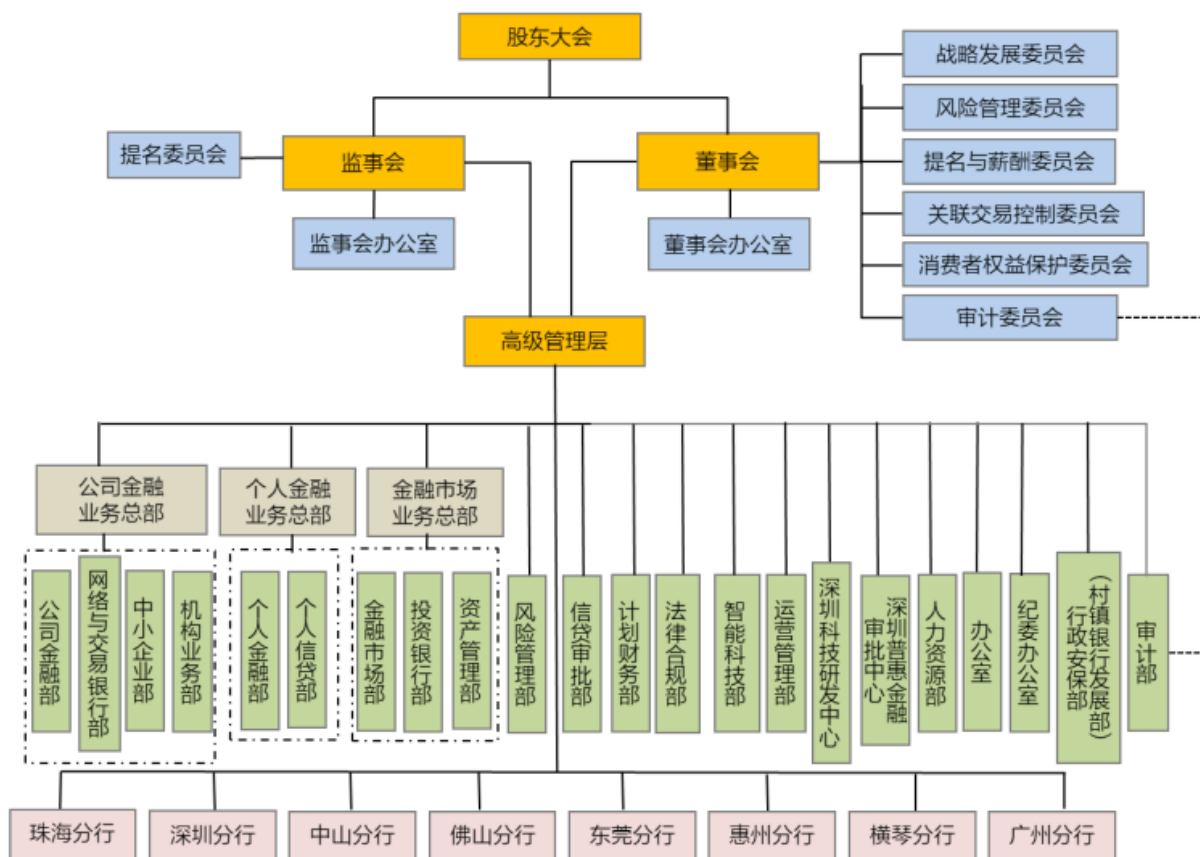 股东大会
战略发展委员会
风险管理委员会
提名委员会
监事会
董事会
提名与薪酬委员会
关联交易控制委员会
监事会办公室
董事会办公室
消费者权益保护委员会
审计委员会
高级管理层
公司金融
业务总部
个人金融
业务总部
金融市场
业务总部
公司金融部
网络与交易银行部
中小企业部
机构业务部
个人金融部
个人信贷部
金融市场部
投资银行部
资产管理部
风险管理部
信贷审批部
计划财务部
法律合规部
智能科技部
运营管理部
深圳科技研发中心
深圳普惠金融
审批中心
人力资源部
办公室
纪委办公室
(村镇银行发展部)
行政安保部
审计部
珠海分行
深圳分行
中山分行
佛山分行
东莞分行
惠州分行
横琴分行
广州分行